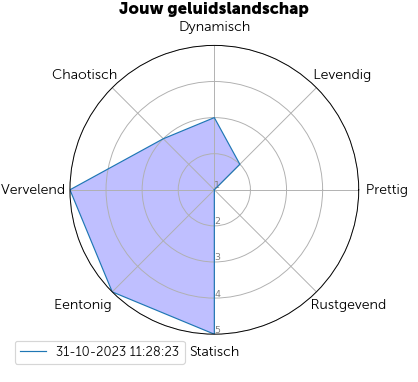 Jouw geluidslandschap
Dynamisch
Chaotisch
Levendig
Vervelend
Prettig
1
2
3
4
5
Eentonig
Rustgevend
Statisch
31-10-2023 11:28:23